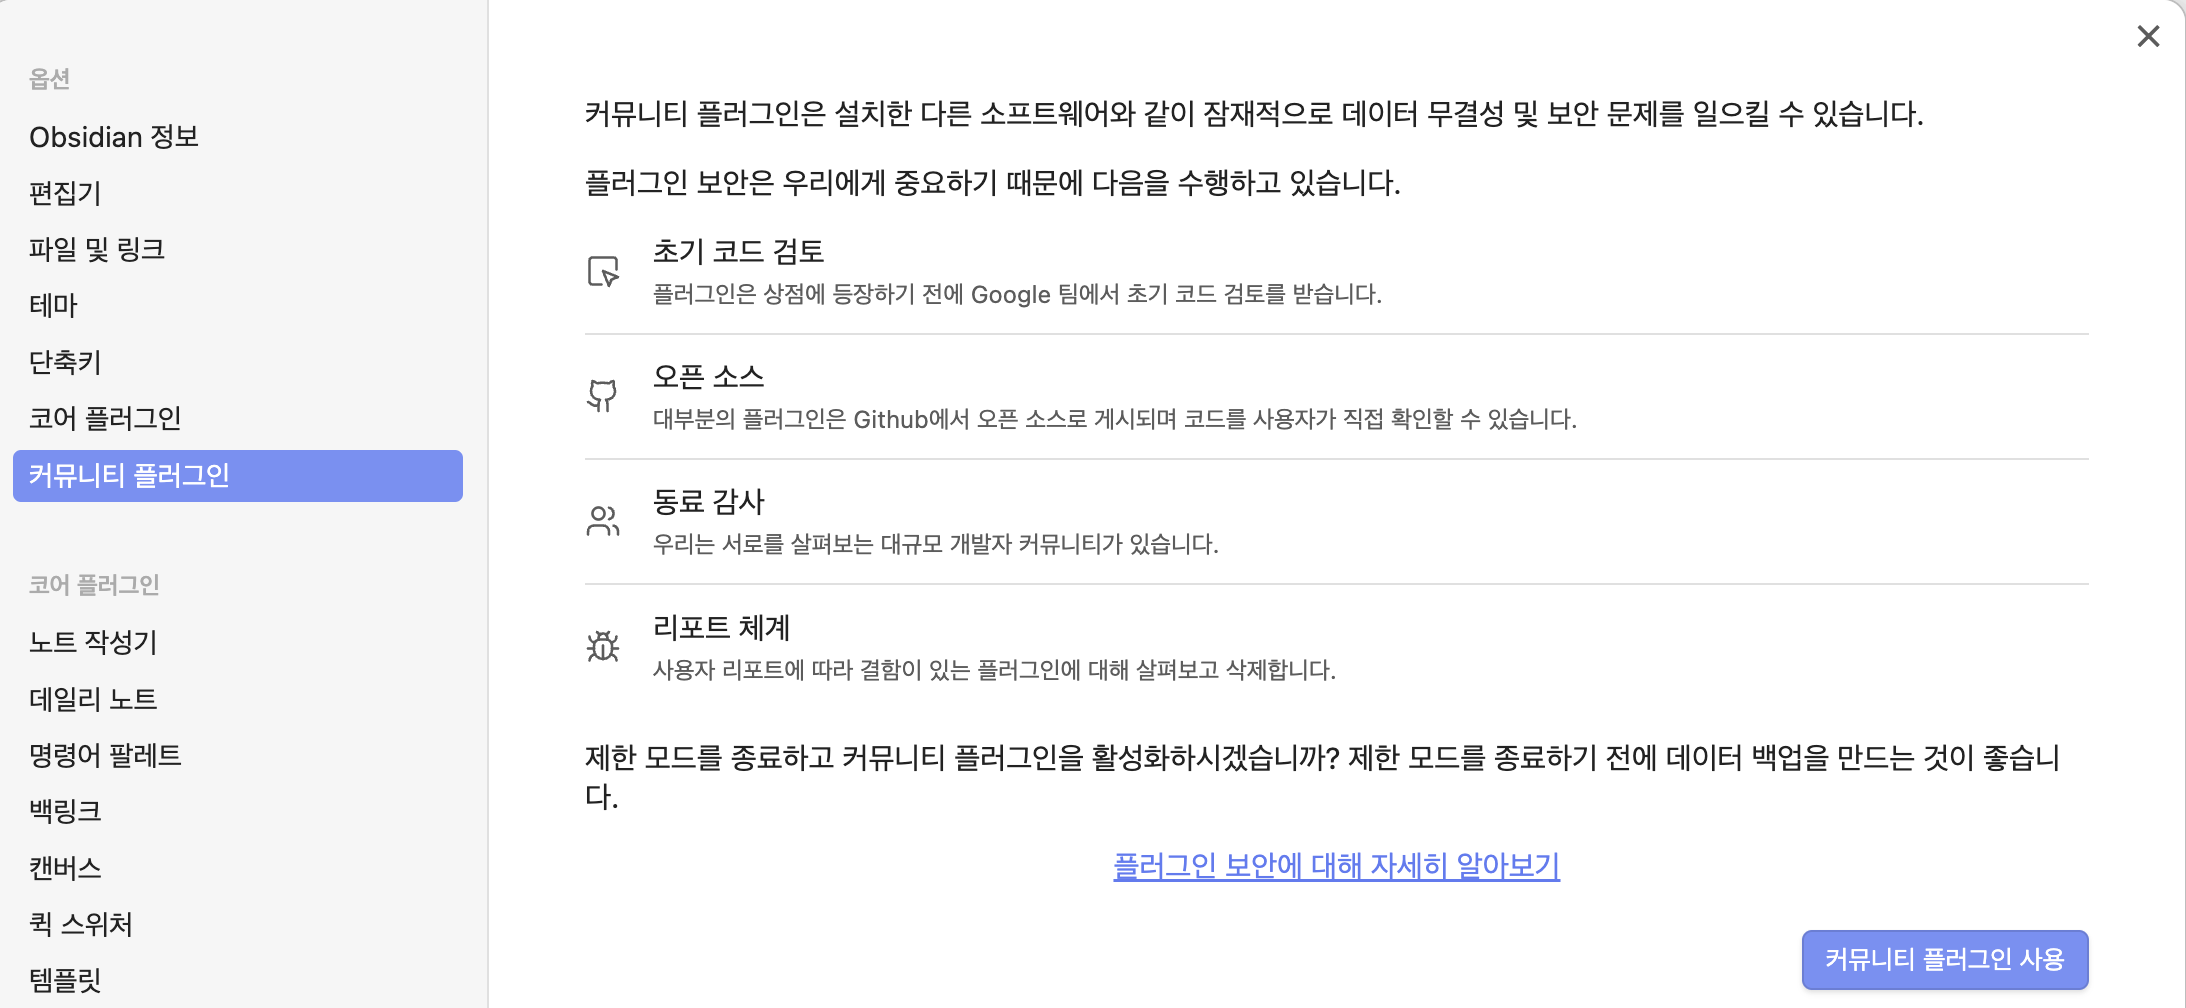 옵션
Obsidian 정보
편집기
파일 및 링크
테마
단축키
코어 플러그인
커뮤니티 플러그인
코어 플러그인
노트 작성기
데일리 노트
명령어 팔레트
백링크
캔버스
퀵 스위처
템플릿
커뮤니티 플러그인은 설치한 다른 소프트웨어와 같이 잠재적으로 데이터 무결성 및 보안 문제를 일으킬 수 있습니다.
플러그인 보안은 우리에게 중요하기 때문에 다음을 수행하고 있습니다.
초기 코드 검토
플러그인은 상점에 등장하기 전에 Google 팀에서 초기 코드 검토를 받습니다.
오픈 소스
대부분의 플러그인은 Github에서 오픈 소스로 게시되며 코드를 사용자가 직접 확인할 수 있습니다.
동료 감사
우리는 서로를 살펴보는 대규모 개발자 커뮤니티가 있습니다.
리포트 체계
사용자 리포트에 따라 결함이 있는 플러그인에 대해 살펴보고 삭제합니다.
제한 모드를 종료하고 커뮤니티 플러그인을 활성화하시겠습니까? 제한 모드를 종료하기 전에 데이터 백업을 만드는 것이 좋습니
다.
플러그인 보안에 대해 자세히 알아보기
커뮤니티 플러그인 사용